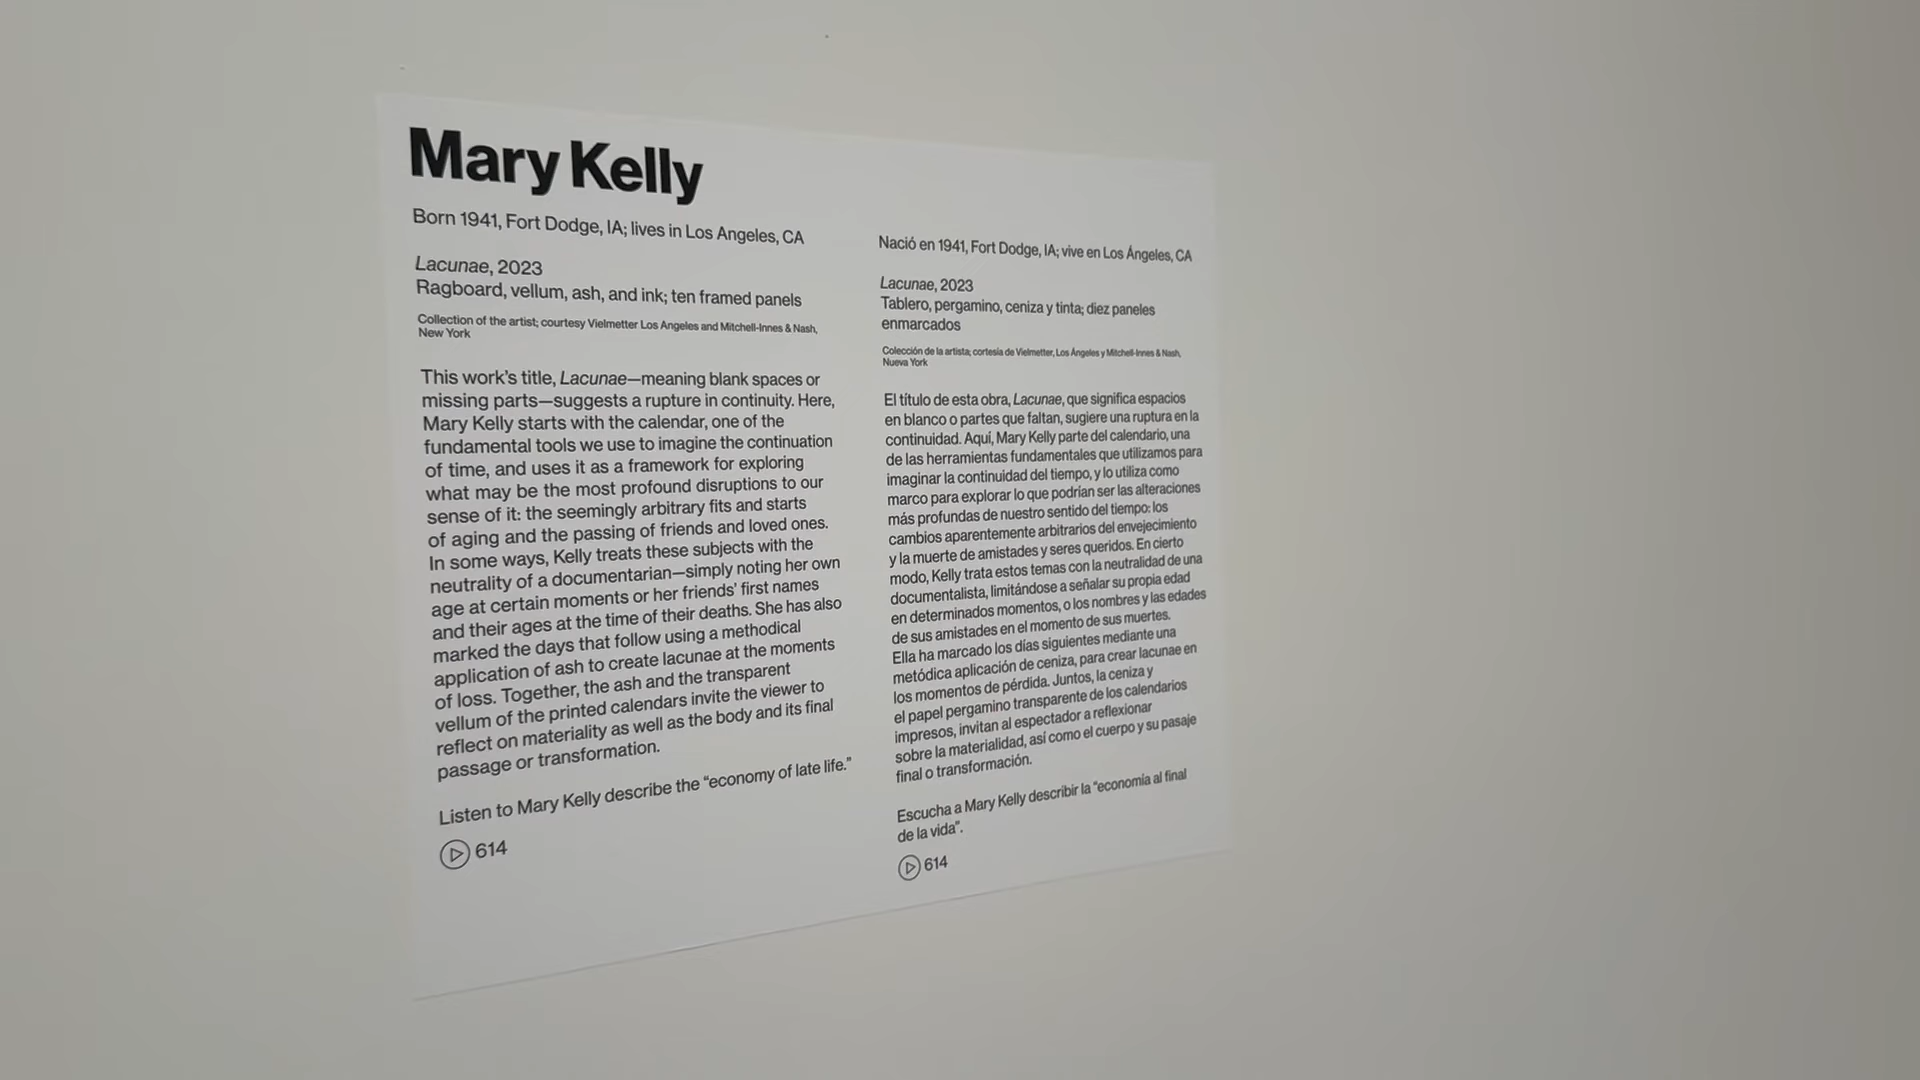 Mary Kelly
Born 1941, Fort Dodge, IA; lives in Los Angeles, CA
Lacunae, 2023
Ragboard, vellum, ash, and ink; ten framed panels
Collection of the artist; courtesy Vielmetter Los Angeles and Mitchell-Innes & Nash,
New York
This work's title, Lacunae—meaning blank spaces or
missing parts—suggests a rupture in continuity. Here,
Mary Kelly starts with the calendar, one of the
fundamental tools we use to imagine the continuation
of time, and uses it as a framework for exploring
what may be the most profound disruptions to our
sense of it: the seemingly arbitrary fits and starts
of aging and the passing of friends and loved ones.
In some ways, Kelly treats these subjects with the
neutrality of a documentarian—simply noting her own
age at certain moments or her friends' first names
and their ages at the time of their deaths. She has also
marked the days that follow using a methodical
application of ash to create lacunae at the moments
of loss. Together, the ash and the transparent
vellum of the printed calendars invite the viewer to
reflect on materiality as well as the body and its final
passage or transformation.
Listen to Mary Kelly describe the “economy of late life.”
614
Nació en 1941, Fort Dodge, IA; vive en Los Ángeles, CA
Lacunae, 2023
Tablero, pergamino, ceniza y tinta; diez paneles
enmarcados
Colección de la artista; cortesía de Vielmetter, Los Ángeles y Mitchell-Innes & Nash,
Nueva York
El título de esta obra, Lacunae, que significa espacios
en blanco o partes que faltan, sugiere una ruptura en la
continuidad. Aquí, Mary Kelly parte del calendario, una
de las herramientas fundamentales que utilizamos para
imaginar la continuidad del tiempo, y lo utiliza como
marco para explorar lo que podrían ser las alteraciones
más profundas de nuestro sentido del tiempo: los
cambios aparentemente arbitrarios del envejecimiento
y la muerte de amistades y seres queridos. En cierto
modo, Kelly trata estos temas con la neutralidad de una
documentalista, limitándose a señalar su propia edad
en determinados momentos, o los nombres y las edades
de sus amistades en el momento de sus muertes.
Ella ha marcado los días siguientes mediante una
metódica aplicación de ceniza, para crear lacunae en
los momentos de pérdida. Juntos, la ceniza y
el papel pergamino transparente de los calendarios
impresos, invitan al espectador a reflexionar
sobre la materialidad, así como el cuerpo y su pasaje
final o transformación.
Escucha a Mary Kelly describir la “economía al final
de la vida”.
614